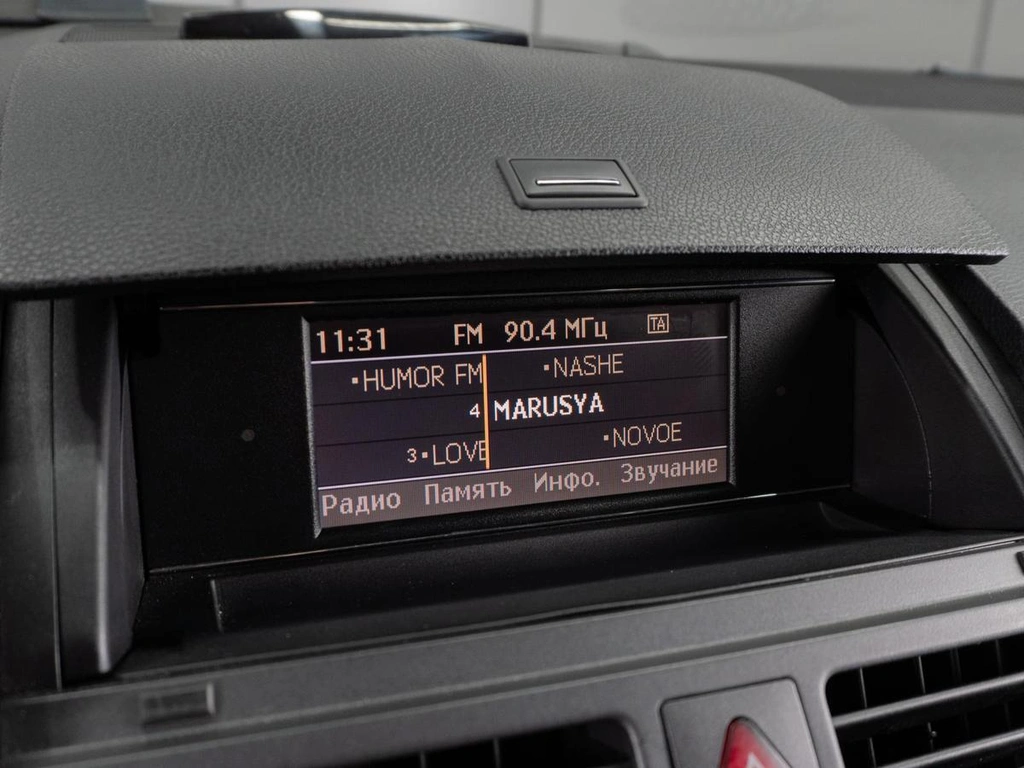 11:31 FM 90.4 МГц TA
▪HUMOR FM ▪NASHE
4 MARUSYA
3▪LOVE ▪NOVOE
Радио Память Инфо. Звучание